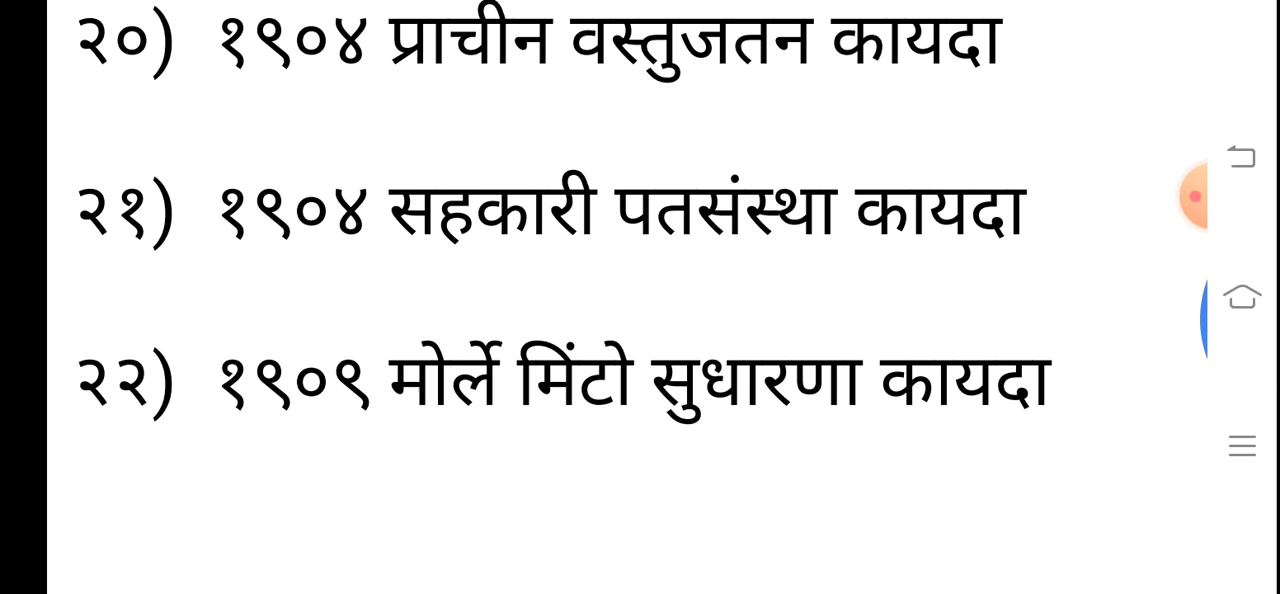 २०) १९०४ प्राचीन वस्तुजतन कायदा
२१) १९०४ सहकारी पतसंस्था कायदा
२२) १९०९ मोर्ले मिंटो सुधारणा कायदा